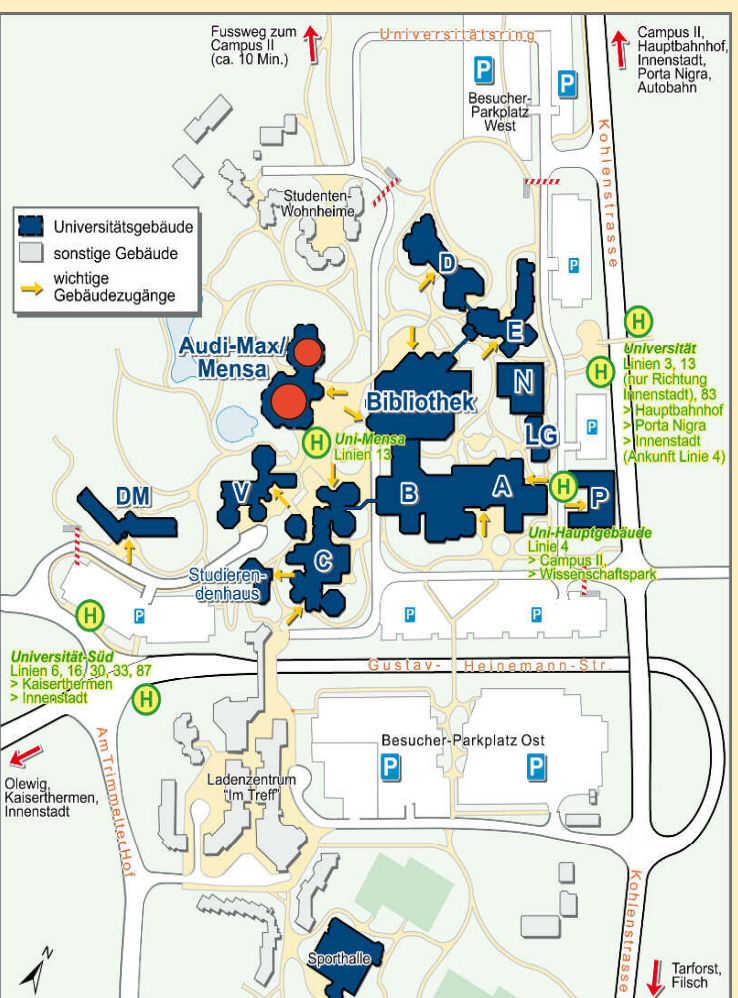 Fussweg zum
Campus II
(ca. 10 Min.)
Universitätsring
Campus II,
Hauptbahnhof,
Innenstadt,
Porta Nigra,
Autobahn
P
P
Besucher-
Parkplatz
West
Kohlenstrasse
Studenten-
Wohnheime
Universitätsgebäude
sonstige Gebäude
wichtige
Gebäudezugänge
D
P
E
H
Audi-Max/
Mensa
Universität
Linien 3, 13
(nur Richtung
Innenstadt), 83
> Hauptbahnhof
> Porta Nigra
> Innenstadt
(Ankunft Linie 4)
H
N
Bibliothek
P
LG
H
Uni-Mensa
Linien 13
DM
V
B
A
H
P
Uni-Hauptgebäude
Linie 4
> Campus II,
> Wissenschaftspark
C
Studieren-
denhaus
H
P
P
P
Universität-Süd
Linien 6, 16, 30, 33, 87
> Kaiserthermen
> Innenstadt
H
Gustav- Heinemann-Str.
Am Trimmelter Hof
Besucher-Parkplatz Ost
P
P
Olewig,
Kaiserthermen,
Innenstadt
Ladenzentrum
"Im Treff"
Kohlenstrasse
N
Sporthalle
Tarforst,
Filsch